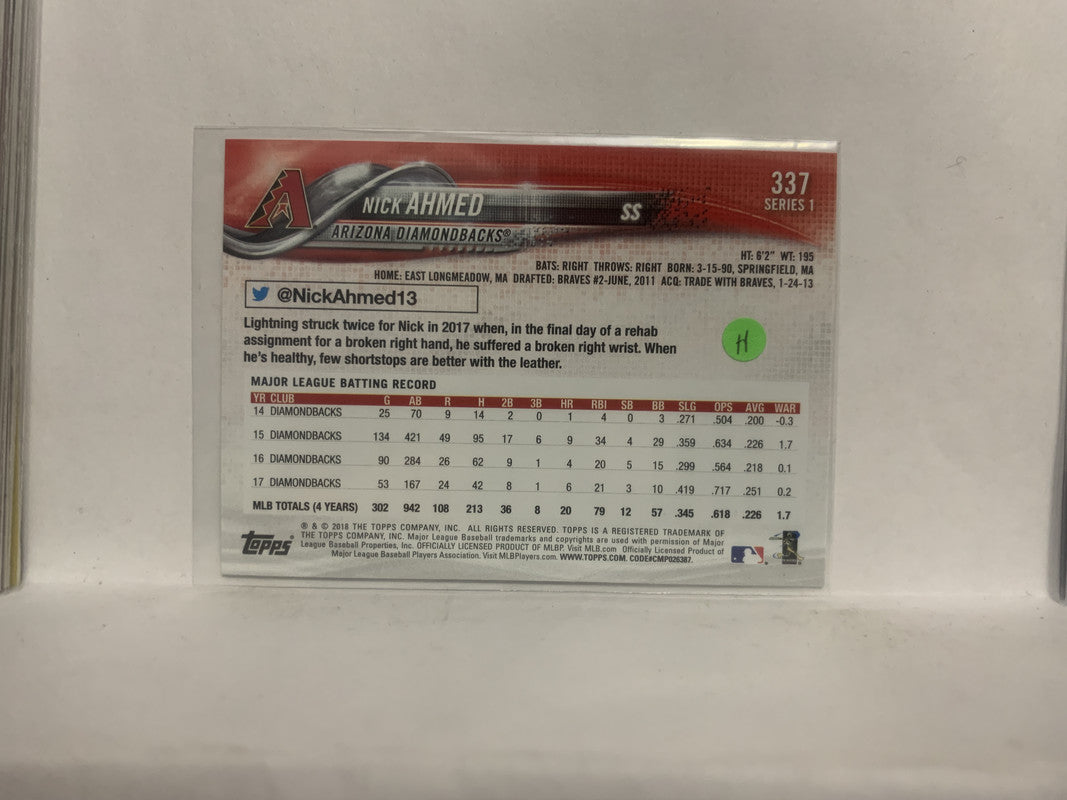 337
SERIES 1
NICK AHMED
SS
ARIZONA DIAMONDBACKS®
HT: 6'2" WT: 195
BATS: RIGHT THROWS: RIGHT BORN: 3-15-90, SPRINGFIELD, MA
HOME: EAST LONGMEADOW, MA DRAFTED: BRAVES #2-JUNE, 2011 ACQ: TRADE WITH BRAVES, 1-24-13
@NickAhmed13
Lightning struck twice for Nick in 2017 when, in the final day of a rehab
assignment for a broken right hand, he suffered a broken right wrist. When
he's healthy, few shortstops are better with the leather.
H
MAJOR LEAGUE BATTING RECORD
YR CLUB G AB R H 2B 3B HR RBI SB BB SLG OPS AVG WAR
14 DIAMONDBACKS 25 70 9 14 2 0 1 4 0 3 .271 .504 .200 -0.3
15 DIAMONDBACKS 134 421 49 95 17 6 9 34 4 29 .359 .634 .226 1.7
16 DIAMONDBACKS 90 284 26 62 9 1 4 20 5 15 .299 .564 .218 0.1
17 DIAMONDBACKS 53 167 24 42 8 1 6 21 3 10 .419 .717 .251 0.2
MLB TOTALS (4 YEARS) 302 942 108 213 36 8 20 79 12 57 .345 .618 .226 1.7
topps®
® & © 2018 THE TOPPS COMPANY, INC. ALL RIGHTS RESERVED. TOPPS IS A REGISTERED TRADEMARK OF
THE TOPPS COMPANY, INC. Major League Baseball trademarks and copyrights are used with permission of Major
League Baseball Properties, Inc. OFFICIALLY LICENSED PRODUCT OF MLBP. Visit MLB.com Officially Licensed Product of
Major League Baseball Players Association. Visit MLBPlayers.com. WWW.TOPPS.COM. CODE#CMP026387.